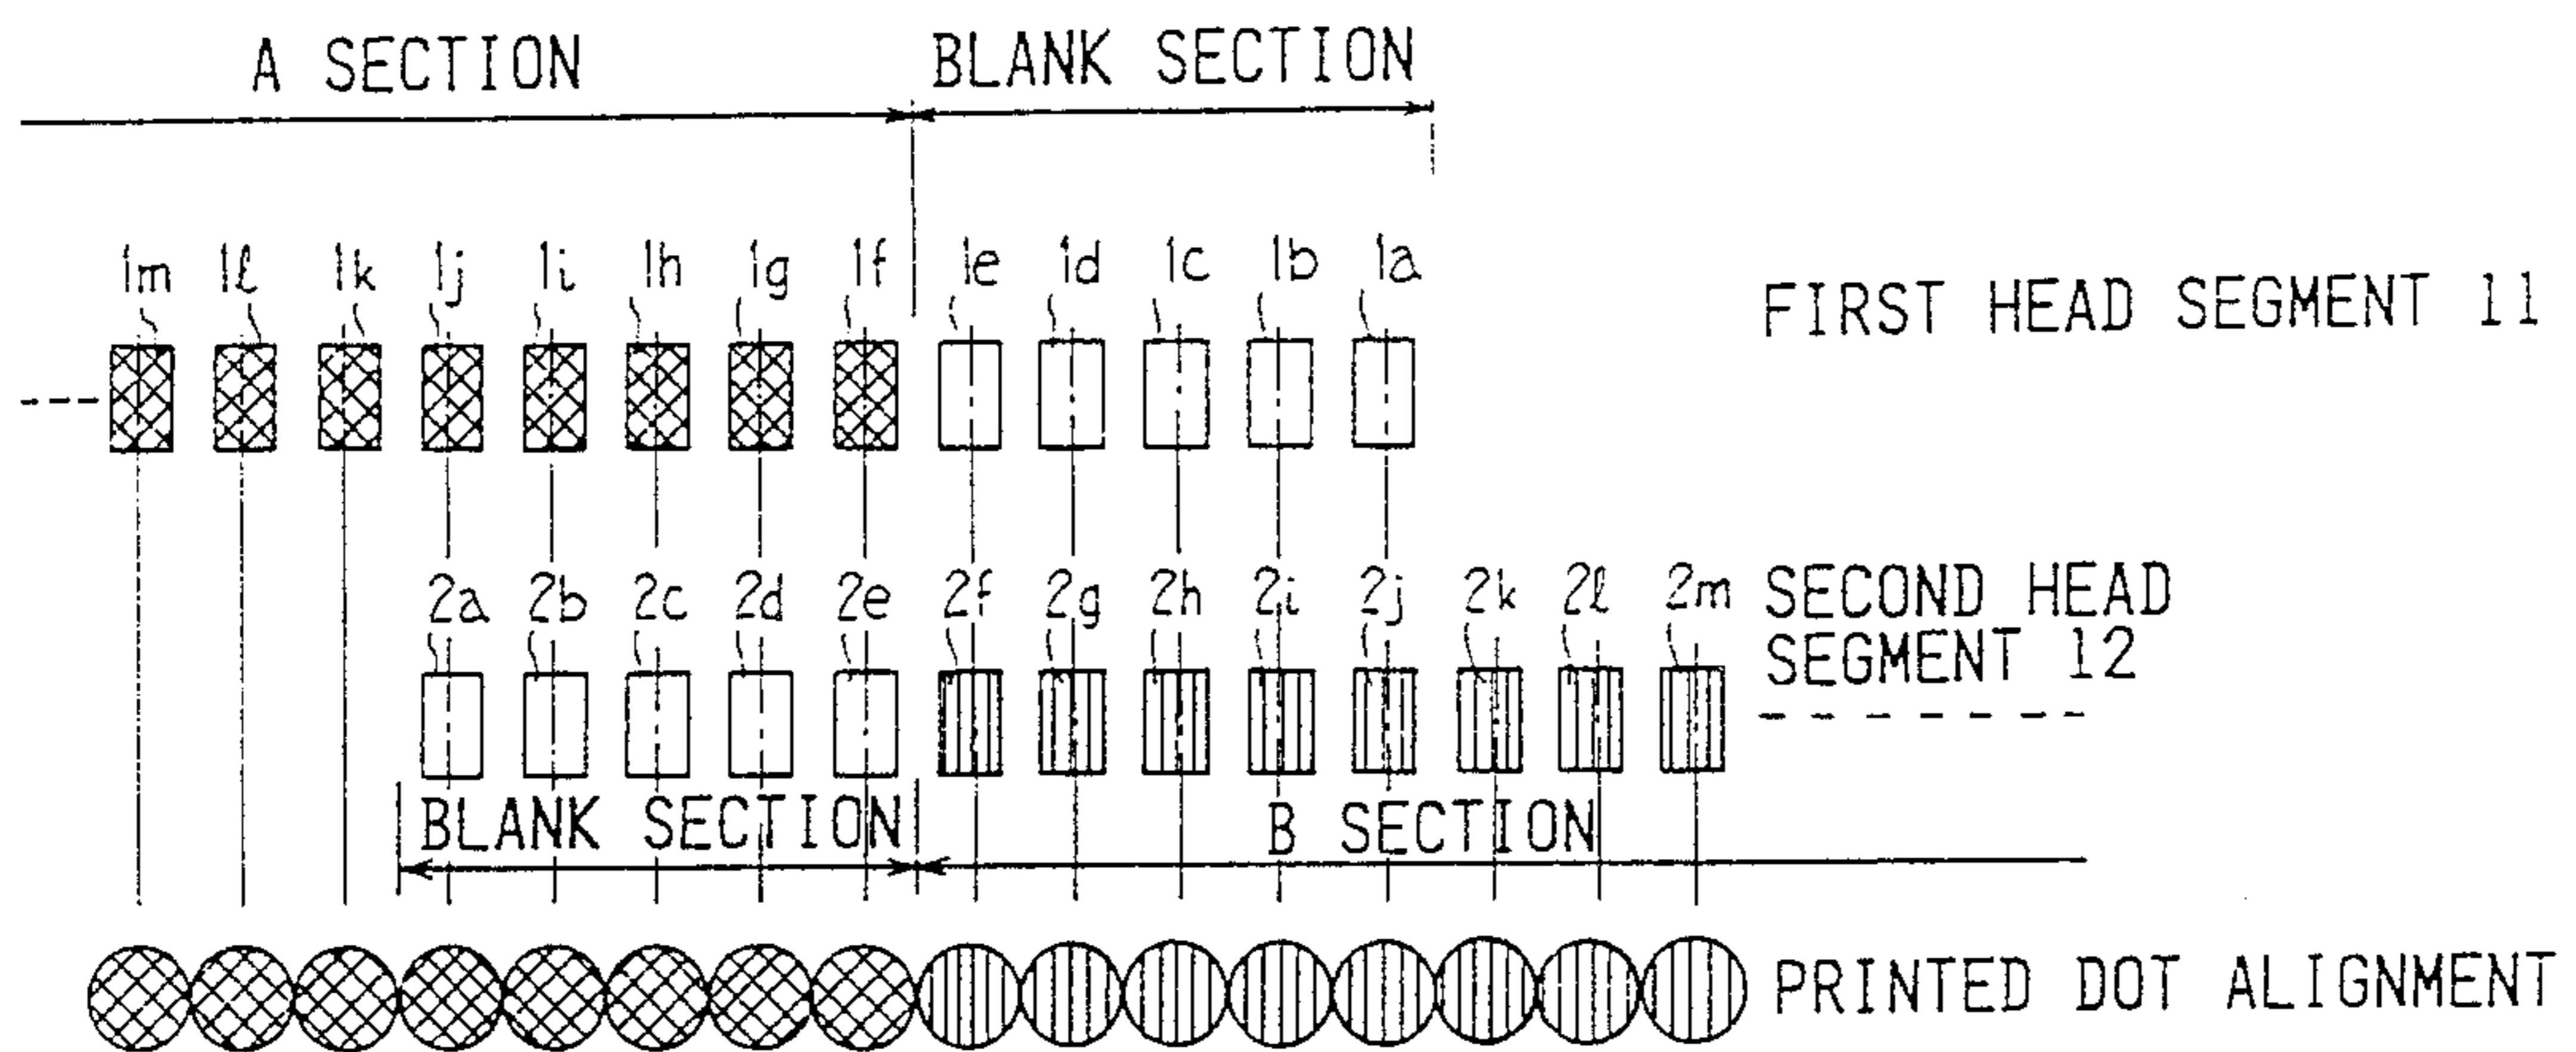 A SECTION
BLANK SECTION
1m 1ℓ 1k 1j 1i 1h 1g 1f 1e 1d 1c 1b 1a
FIRST HEAD SEGMENT 11
2a 2b 2c 2d 2e 2f 2g 2h 2i 2j 2k 2ℓ 2m
SECOND HEAD
SEGMENT 12
BLANK SECTION
B SECTION
PRINTED DOT ALIGNMENT